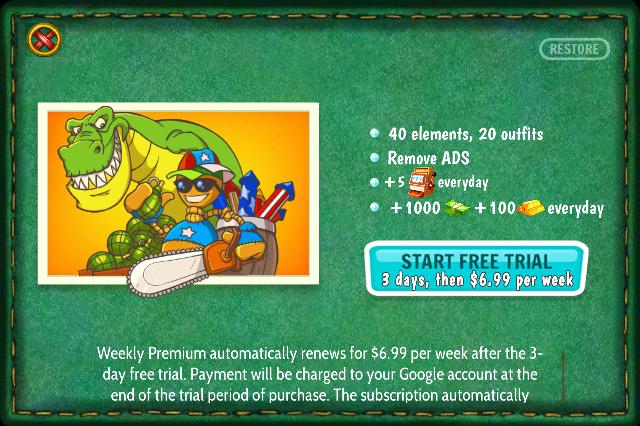 RESTORE
40 elements, 20 outfits
Remove ADS
+5 everyday
+1000 +100 everyday
START FREE TRIAL
3 days, then $6.99 per week
Weekly Premium automatically renews for $6.99 per week after the 3-
day free trial. Payment will be charged to your Google account at the
end of the trial period of purchase. The subscription automatically